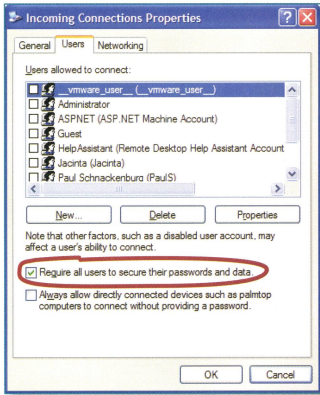 Incoming Connections Properties
General Users Networking
Users allowed to connect:
__vmware_user__ (__vmware_user__)
Administrator
ASPNET (ASP.NET Machine Account)
Guest
HelpAssistant (Remote Desktop Help Assistant Account
Jacinta (Jacinta)
Paul Schnackenburg (PaulS)
New... Delete Properties
Note that other factors, such as a disabled user account, may
affect a user's ability to connect.
Require all users to secure their passwords and data.
Always allow directly connected devices such as palmtop
computers to connect without providing a password.
OK Cancel